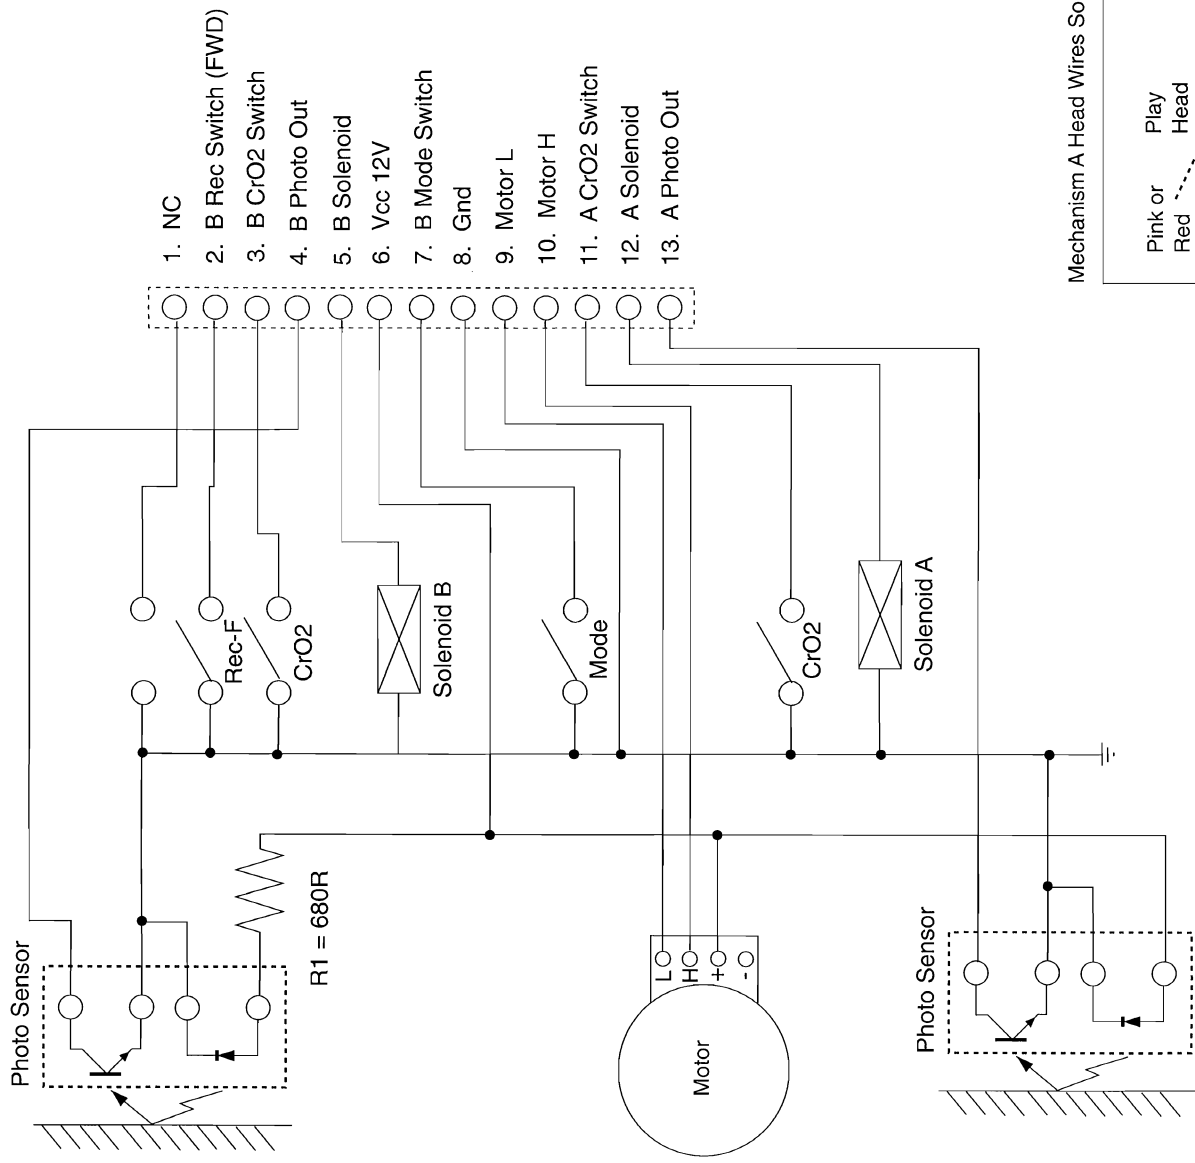 1. NC
2. B Rec Switch (FWD)
3. B CrO2 Switch
4. B Photo Out
5. B Solenoid
6. Vcc 12V
7. B Mode Switch
8. Gnd
9. Motor L
10. Motor H
11. A CrO2 Switch
12. A Solenoid
13. A Photo Out
Rec-F
CrO2
Solenoid B
Mode
CrO2
Solenoid A
Photo Sensor
R1 = 680R
L
H
+
-
Motor
Photo Sensor
Mechanism A Head Wires So
Pink or
Red
Play
Head